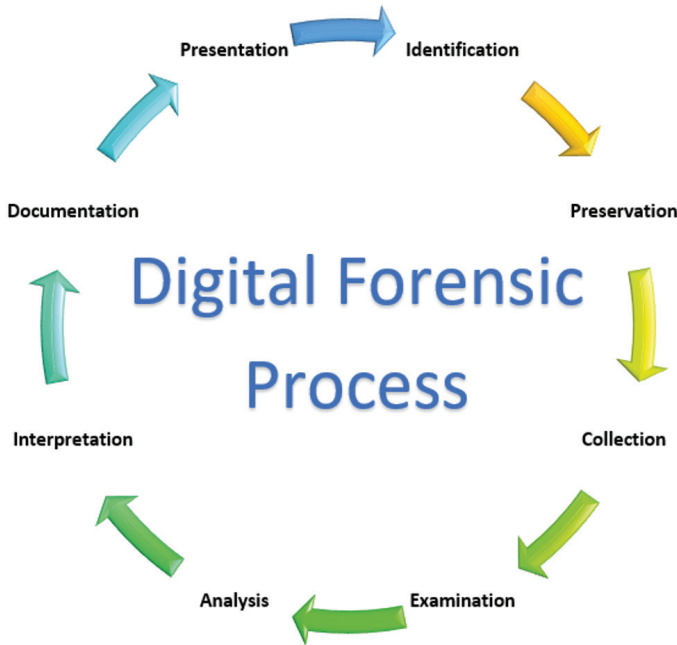 Presentation
Identification
Documentation
Preservation
Digital Forensic
Process
Interpretation
Collection
Analysis
Examination